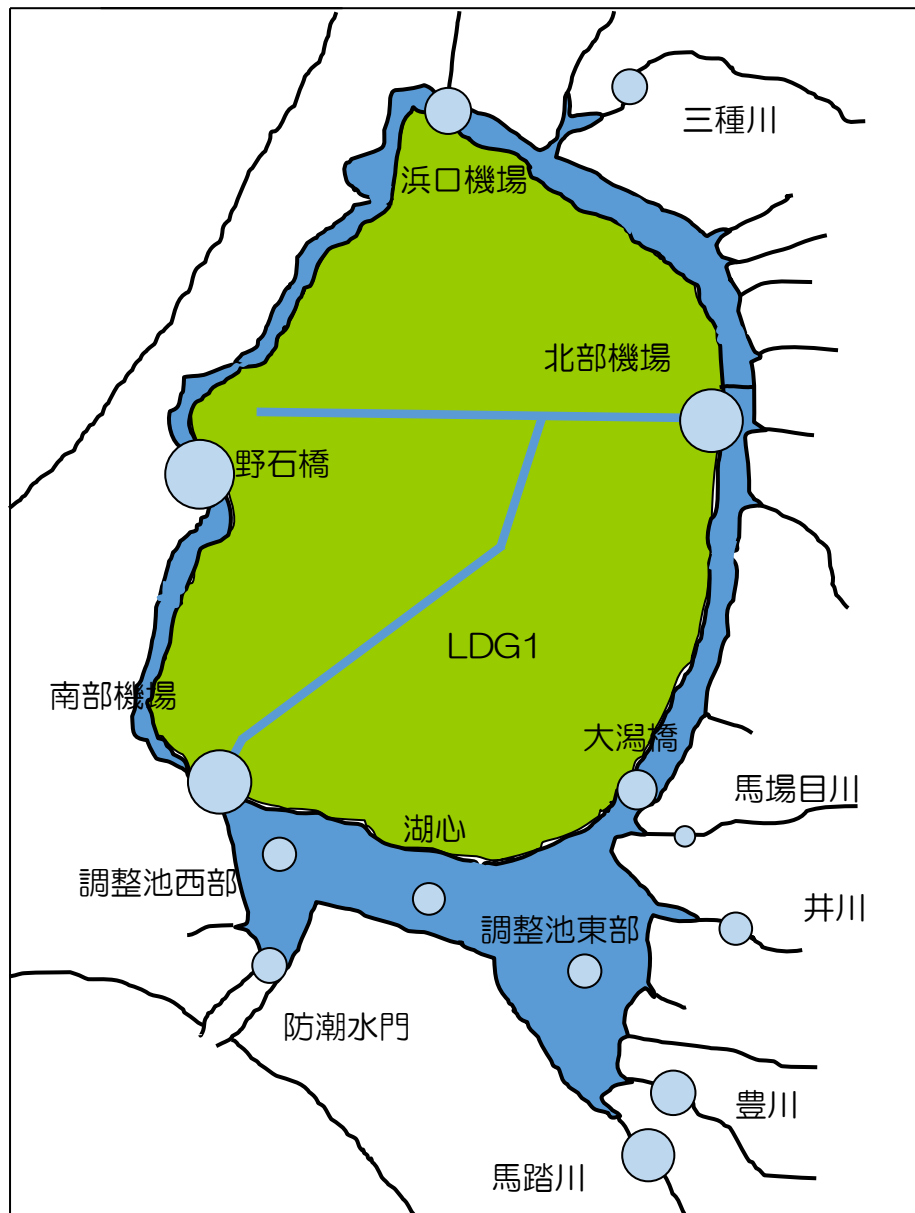 三種川
浜口機場
北部機場
野石橋
LDG1
南部機場
大潟橋
馬場目川
湖心
調整池西部
井川
調整池東部
防潮水門
豊川
馬踏川